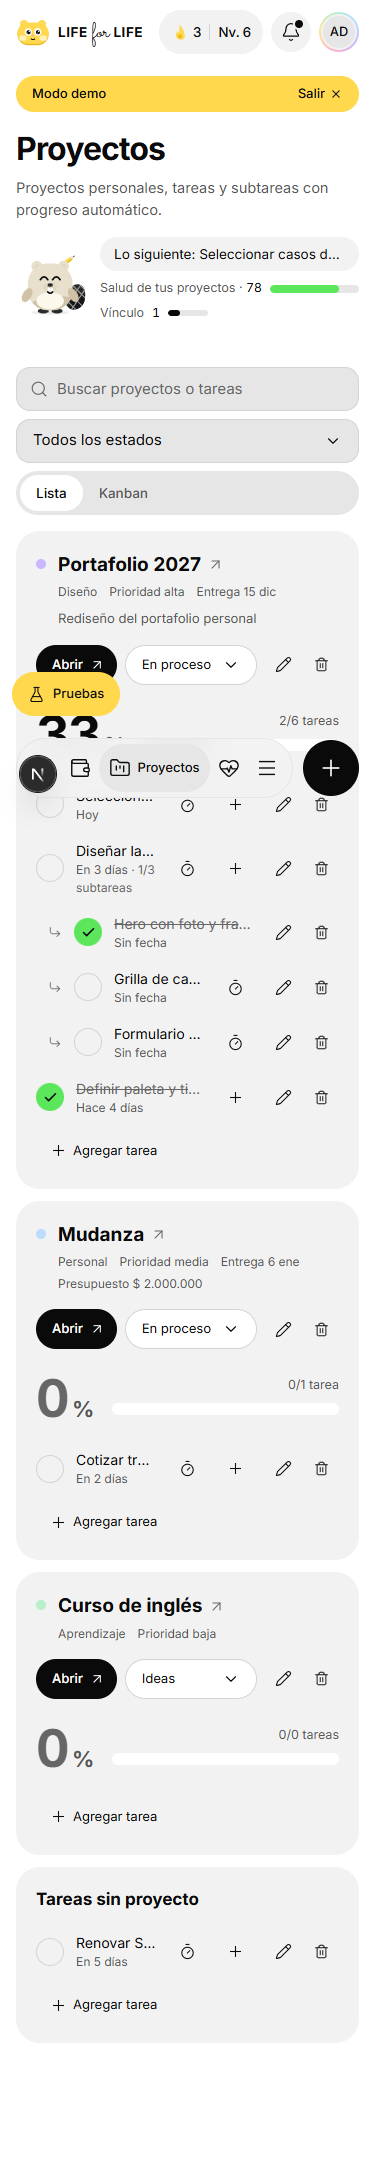 LIFE for LIFE
3
Nv. 6
AD
Modo demo
Salir
Proyectos
Proyectos personales, tareas y subtareas con
progreso automático.
Lo siguiente: Seleccionar casos d...
Salud de tus proyectos · 78
Vínculo 1
Buscar proyectos o tareas
Todos los estados
Lista
Kanban
Portafolio 2027
Diseño Prioridad alta Entrega 15 dic
Rediseño del portafolio personal
Abrir
En proceso
Pruebas
33
2/6 tareas
N
Proyectos
Hoy
Diseñar la...
En 3 días · 1/3
subtareas
Hero con foto y fra...
Sin fecha
Grilla de ca...
Sin fecha
Formulario ...
Sin fecha
Definir paleta y ti...
Hace 4 días
Agregar tarea
Mudanza
Personal Prioridad media Entrega 6 ene
Presupuesto $ 2.000.000
Abrir
En proceso
0 %
0/1 tarea
Cotizar tr...
En 2 días
Agregar tarea
Curso de inglés
Aprendizaje Prioridad baja
Abrir
Ideas
0 %
0/0 tareas
Agregar tarea
Tareas sin proyecto
Renovar S...
En 5 días
Agregar tarea